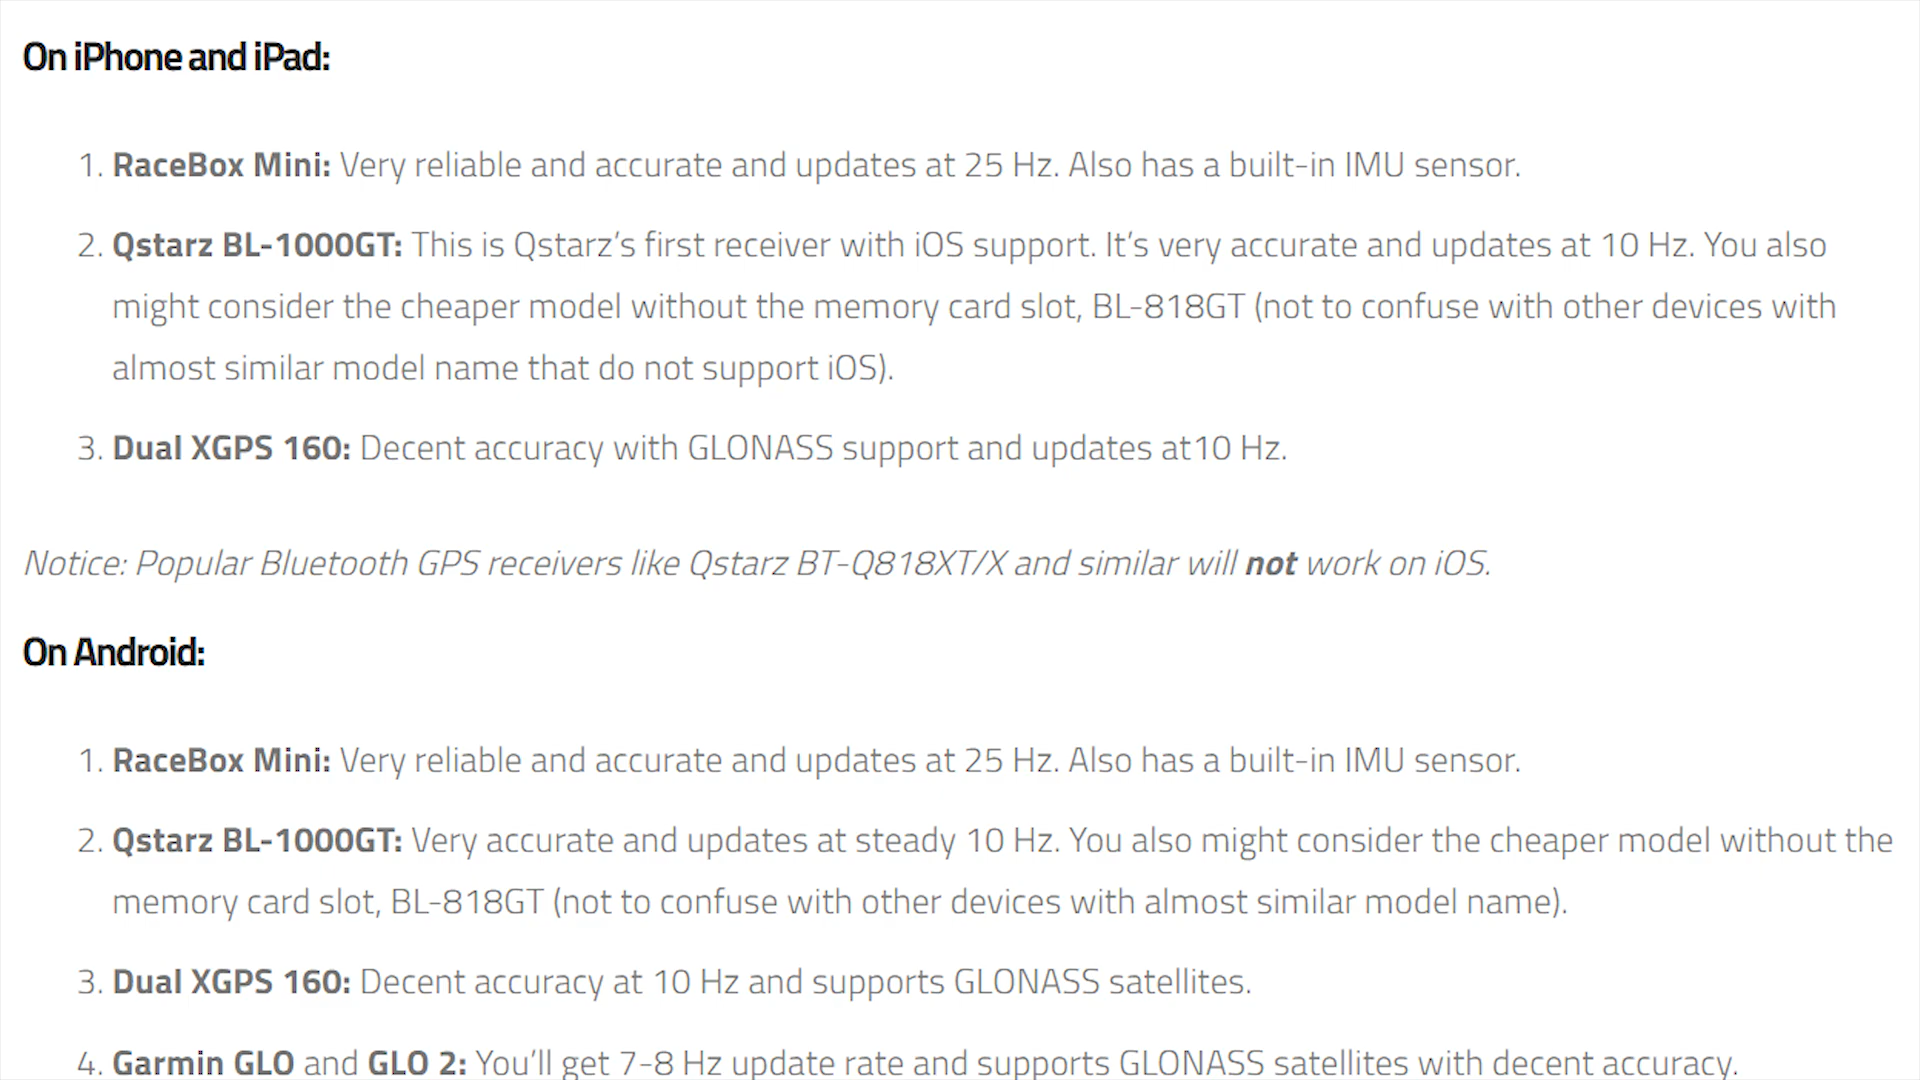 On iPhone and iPad:
1. RaceBox Mini: Very reliable and accurate and updates at 25 Hz. Also has a built-in IMU sensor.
2. Qstarz BL-1000GT: This is Qstarz’s first receiver with iOS support. It’s very accurate and updates at 10 Hz. You also
might consider the cheaper model without the memory card slot, BL-818GT (not to confuse with other devices with
almost similar model name that do not support iOS).
3. Dual XGPS 160: Decent accuracy with GLONASS support and updates at10 Hz.
Notice: Popular Bluetooth GPS receivers like Qstarz BT-Q818XT/X and similar will not work on iOS.
On Android:
1. RaceBox Mini: Very reliable and accurate and updates at 25 Hz. Also has a built-in IMU sensor.
2. Qstarz BL-1000GT: Very accurate and updates at steady 10 Hz. You also might consider the cheaper model without the
memory card slot, BL-818GT (not to confuse with other devices with almost similar model name).
3. Dual XGPS 160: Decent accuracy at 10 Hz and supports GLONASS satellites.
4. Garmin GLO and GLO 2: You’ll get 7-8 Hz update rate and supports GLONASS satellites with decent accuracy.